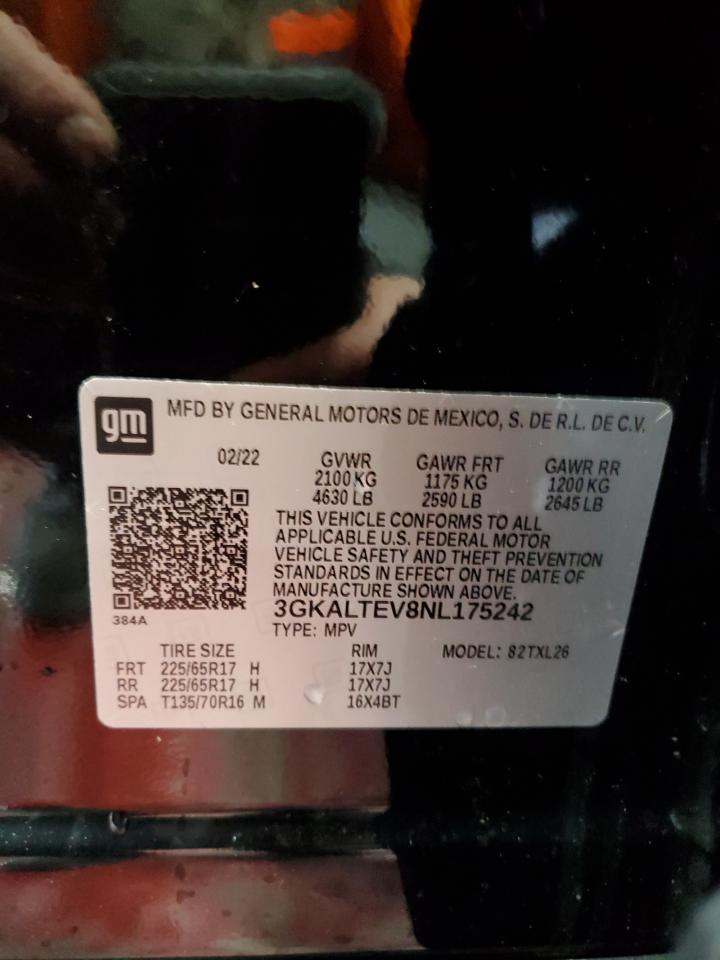 gm
MFD BY GENERAL MOTORS DE MEXICO, S. DE R.L. DE C.V.
02/22 GVWR GAWR FRT GAWR RR
2100 KG 1175 KG 1200 KG
4630 LB 2590 LB 2645 LB
THIS VEHICLE CONFORMS TO ALL
APPLICABLE U.S. FEDERAL MOTOR
VEHICLE SAFETY AND THEFT PREVENTION
STANDARDS IN EFFECT ON THE DATE OF
MANUFACTURE SHOWN ABOVE.
384A
3GKALTEV8NL175242
TYPE: MPV
TIRE SIZE RIM MODEL: 82TXL26
FRT 225/65R17 H 17X7J
RR 225/65R17 H 17X7J
SPA T135/70R16 M 16X4BT